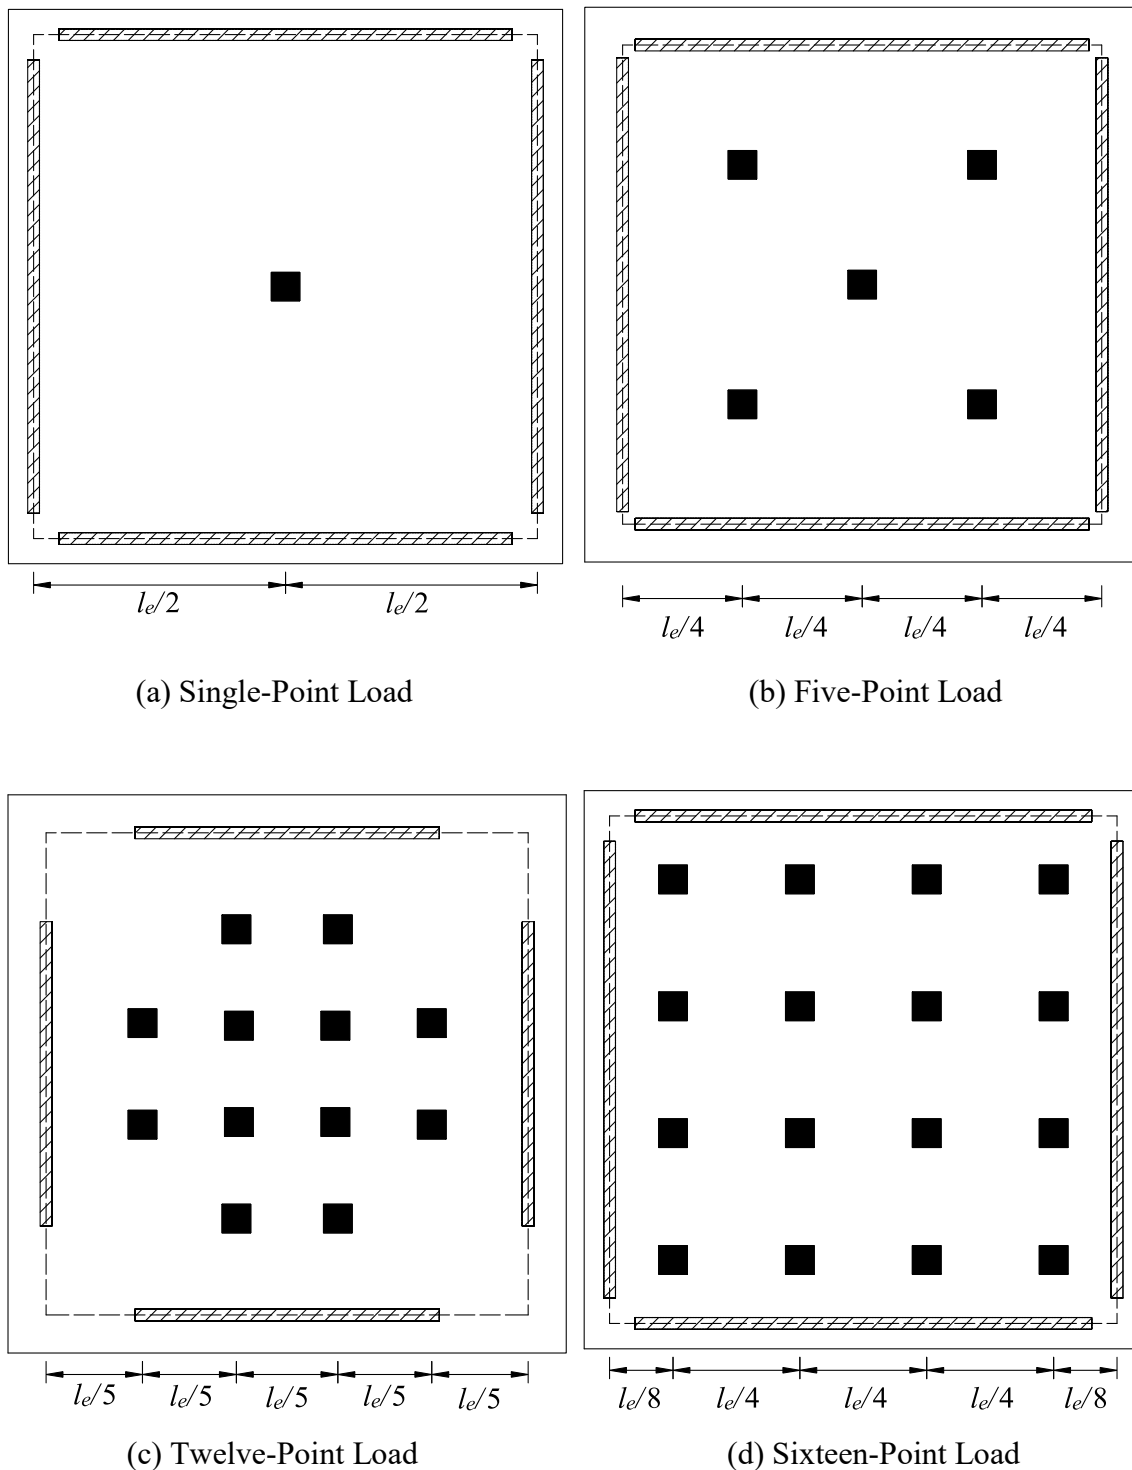 lₑ/2 lₑ/2
lₑ/4 lₑ/4 lₑ/4 lₑ/4
(a) Single-Point Load
(b) Five-Point Load
lₑ/5 lₑ/5 lₑ/5 lₑ/5 lₑ/5
lₑ/8 lₑ/4 lₑ/4 lₑ/4 lₑ/8
(c) Twelve-Point Load
(d) Sixteen-Point Load